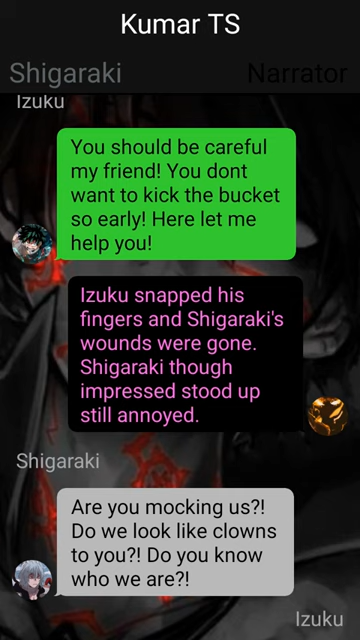 Kumar TS
Shigaraki Narrator
Izuku
You should be careful
my friend! You dont
want to kick the bucket
so early! Here let me
help you!
Izuku snapped his
fingers and Shigaraki's
wounds were gone.
Shigaraki though
impressed stood up
still annoyed.
Shigaraki
Are you mocking us?!
Do we look like clowns
to you?! Do you know
who we are?!
Izuku